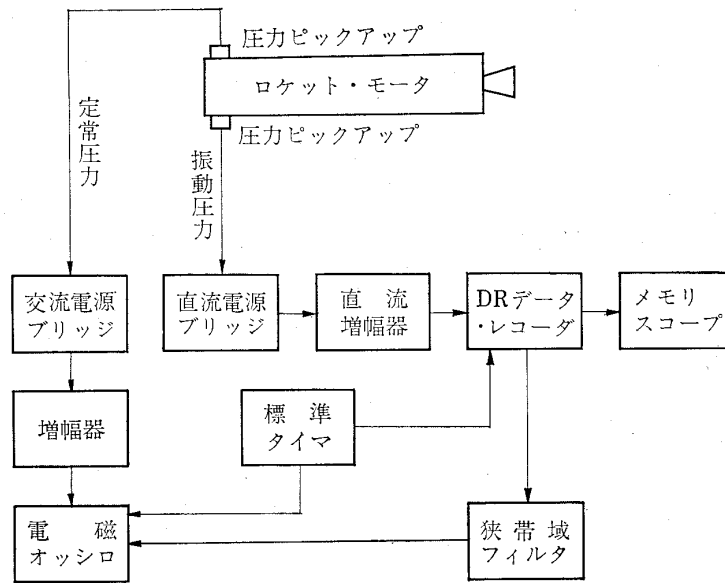 圧力ピックアップ
ロケット・モータ
圧力ピックアップ
定常圧力
振動圧力
交流電源
ブリッジ
直流電源
ブリッジ
直流
増幅器
DRデータ
・レコーダ
メモリ
スコープ
増幅器
標準
タイマ
電磁
オッシロ
狭帯域
フィルタ